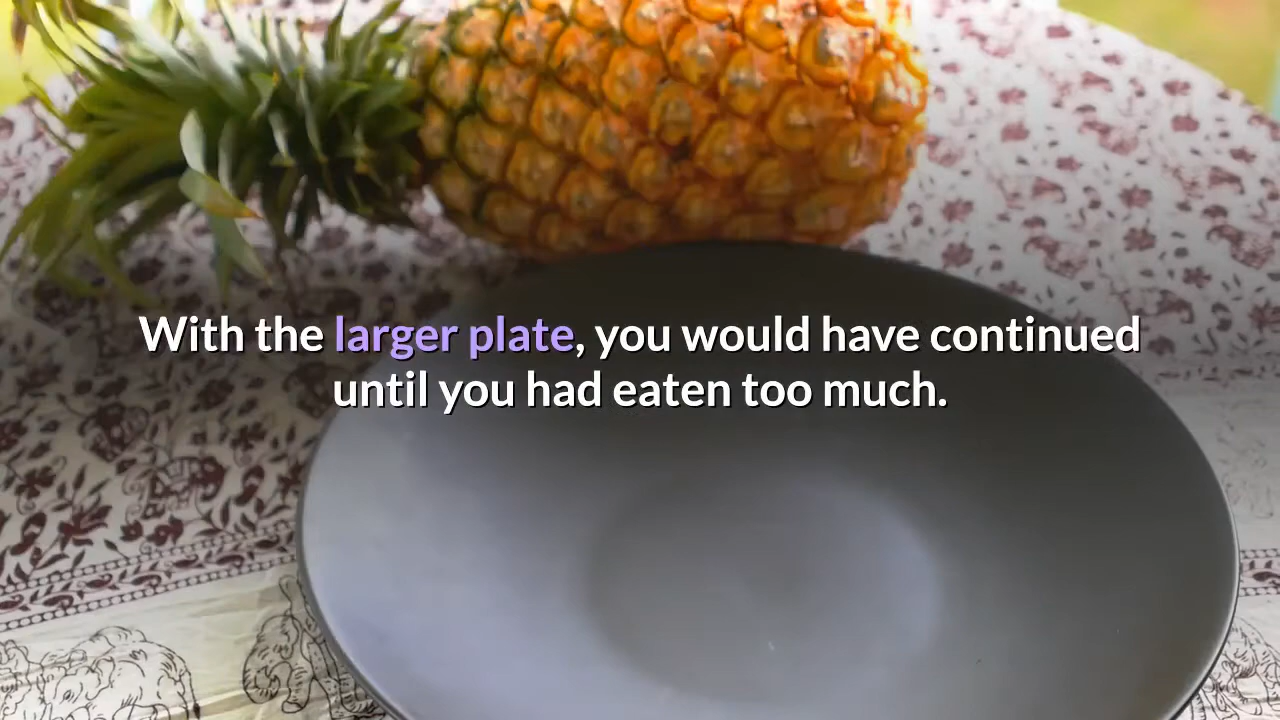 With the larger plate, you would have continued
until you had eaten too much.